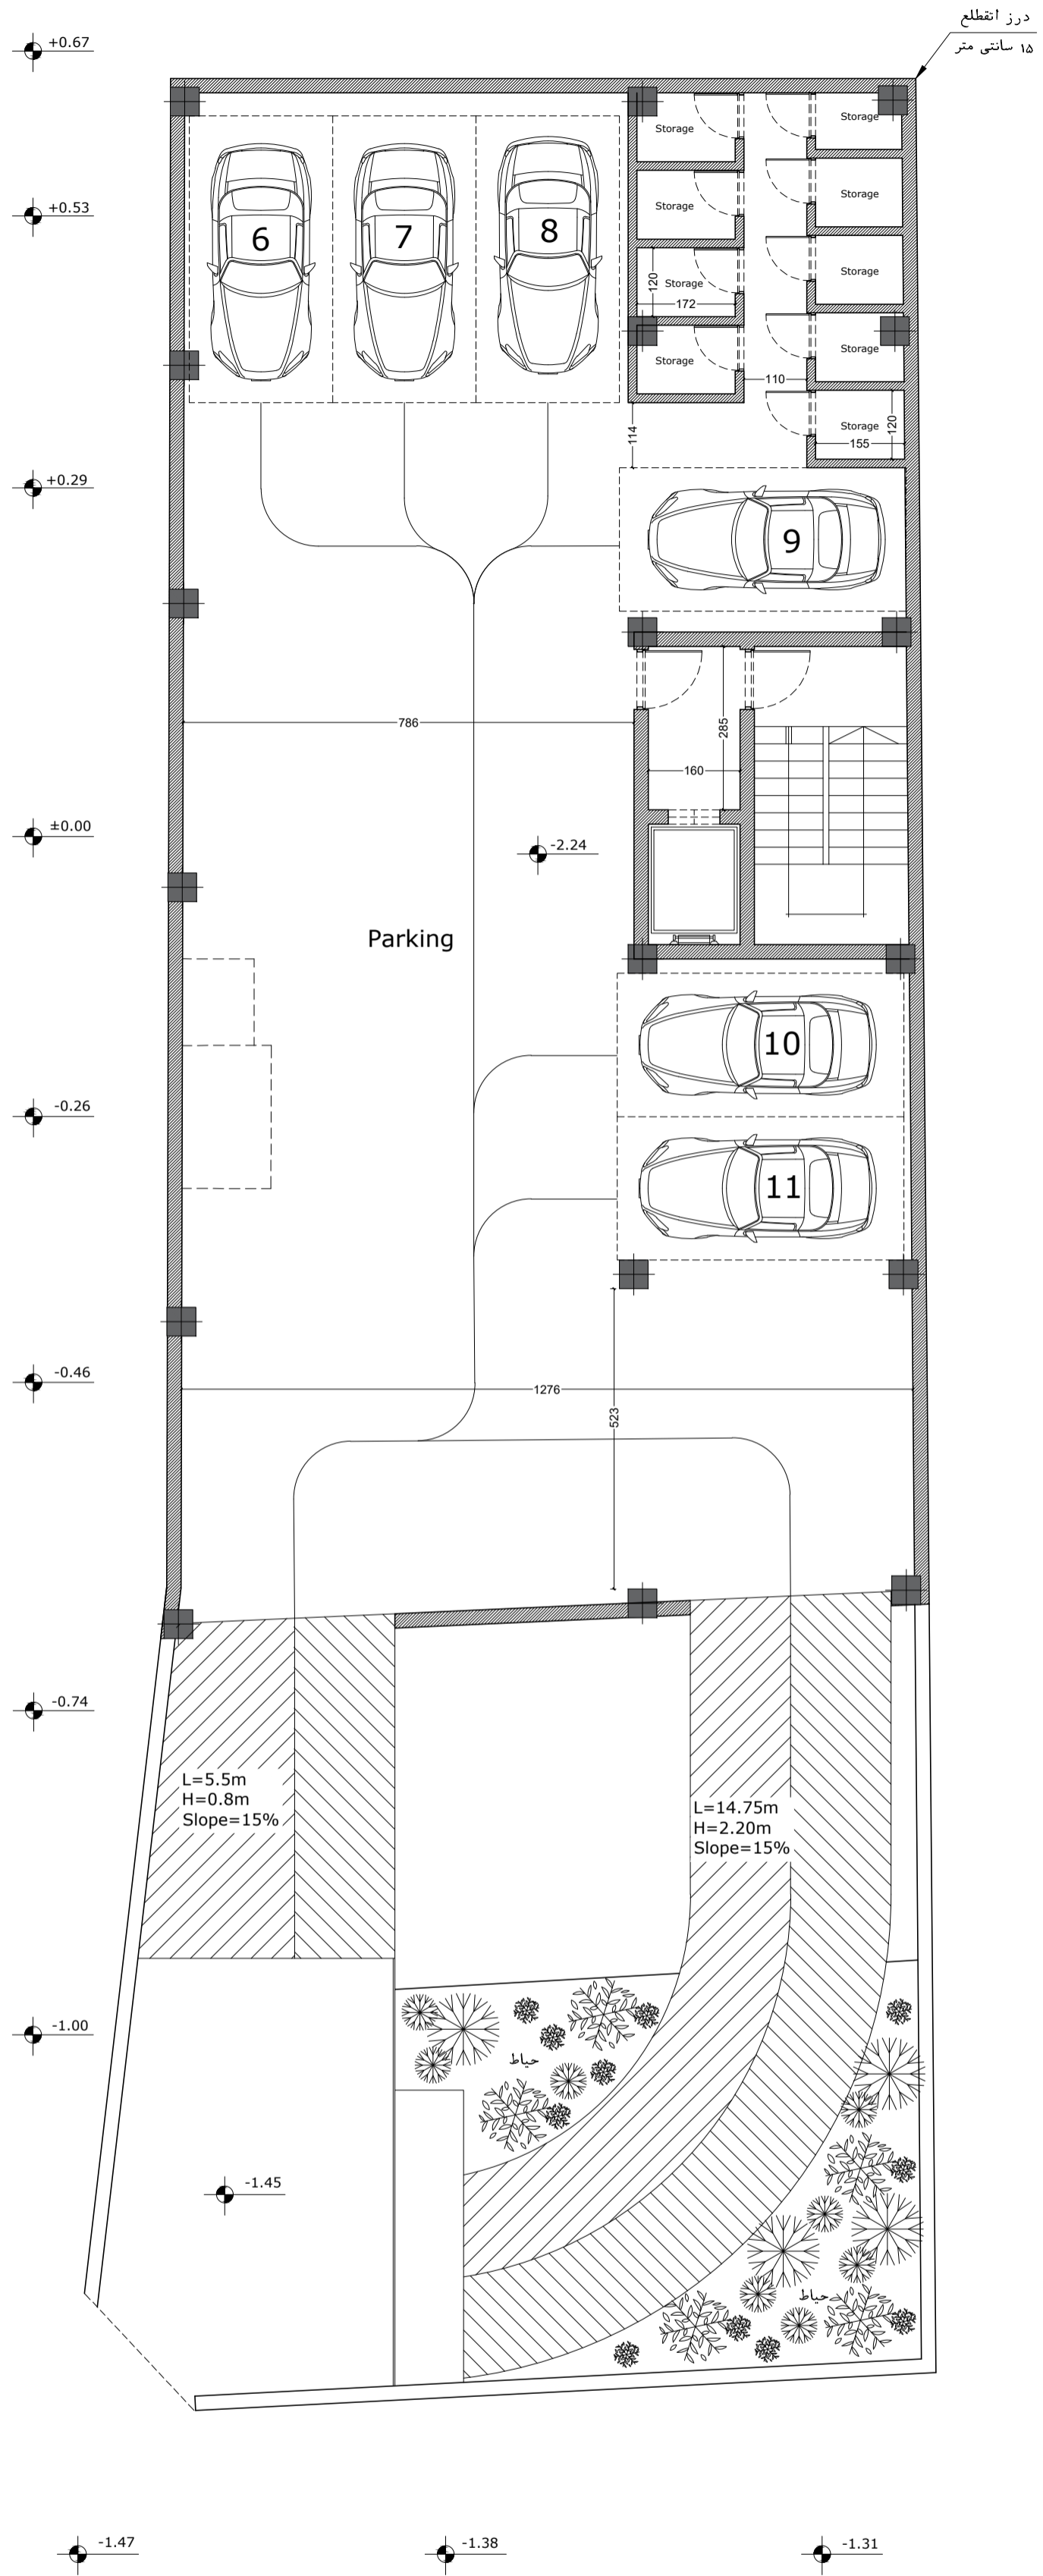 درز انقطلع
۱۵ سانتی متر
+0.67
Storage
Storage
6
7
8
+0.53
Storage
Storage
Storage
Storage
120
172
Storage
Storage
110
114
Storage
120
155
+0.29
9
786
285
160
±0.00
-2.24
Parking
10
-0.26
11
-0.46
1276
523
-0.74
L=5.5m
H=0.8m
Slope=15%
L=14.75m
H=2.20m
Slope=15%
-1.00
حیاط
-1.45
حیاط
-1.47
-1.38
-1.31